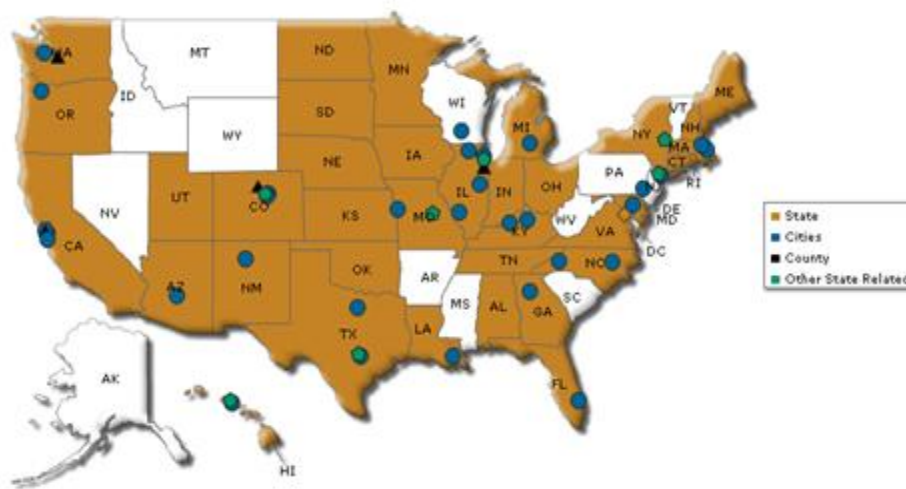 WA
MT
ND
MN
ME
VT
OR
ID
SD
WI
MI
NY
NH
MA
WY
CT
RI
IA
NE
PA
NV
UT
CO
IL
IN
OH
DE
MD
DC
CA
KS
MO
WV
VA
KY
AZ
NM
OK
AR
TN
NC
SC
MS
AL
GA
TX
LA
FL
AK
HI
State
Cities
County
Other State Related